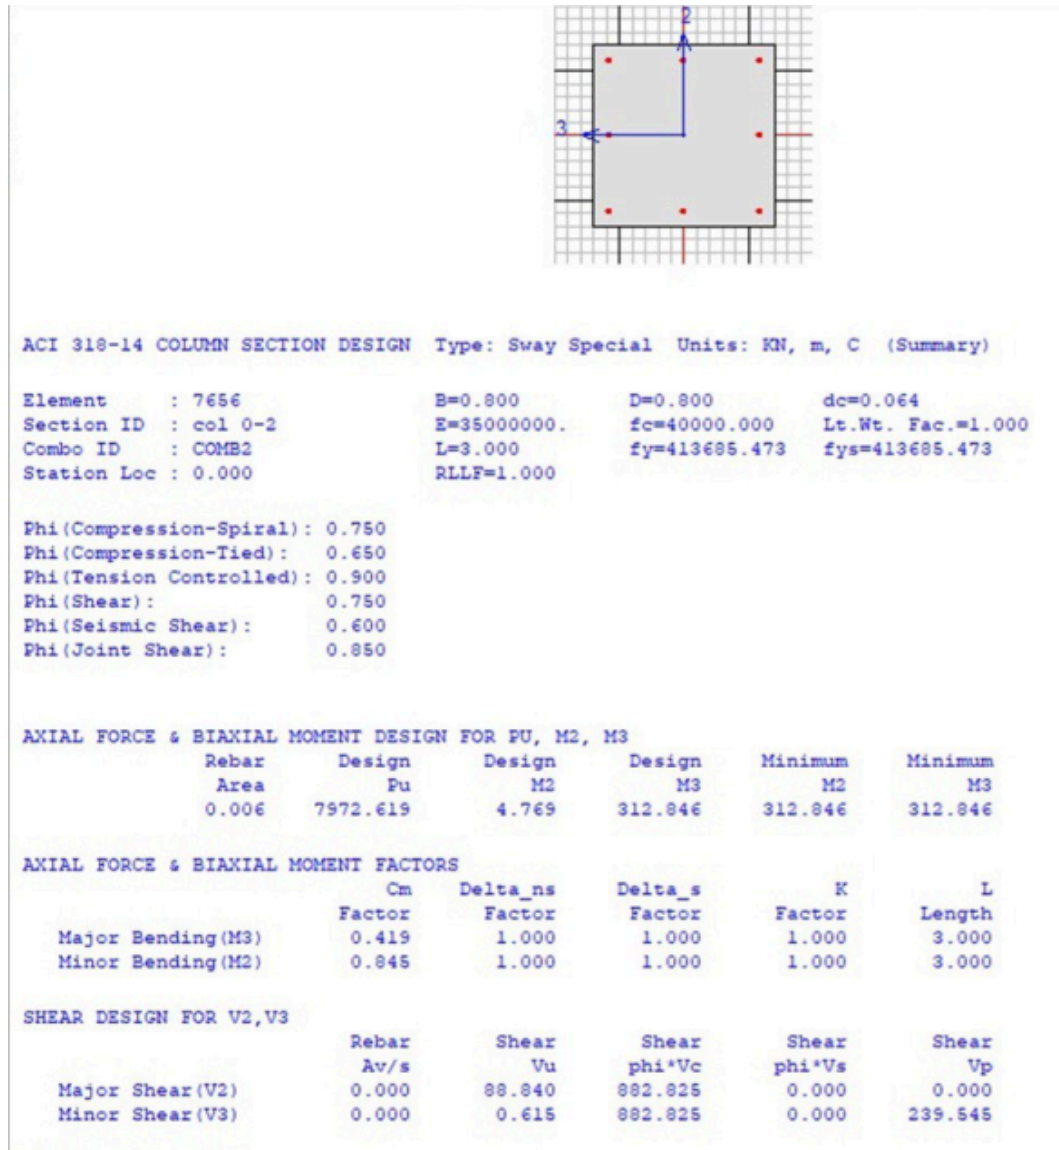 2
3
ACI 318-14 COLUMN SECTION DESIGN Type: Sway Special Units: KN, m, C (Summary)
Element : 7656 B=0.800 D=0.800 dc=0.064
Section ID : col 0-2 E=35000000. fc=40000.000 Lt.Wt. Fac.=1.000
Combo ID : COMB2 L=3.000 fy=413685.473 fys=413685.473
Station Loc : 0.000 RLLF=1.000
Phi(Compression-Spiral): 0.750
Phi(Compression-Tied): 0.650
Phi(Tension Controlled): 0.900
Phi(Shear): 0.750
Phi(Seismic Shear): 0.600
Phi(Joint Shear): 0.850
AXIAL FORCE & BIAXIAL MOMENT DESIGN FOR PU, M2, M3
Rebar Design Design Design Minimum Minimum
Area Pu M2 M3 M2 M3
0.006 7972.619 4.769 312.846 312.846 312.846
AXIAL FORCE & BIAXIAL MOMENT FACTORS
Cm Delta_ns Delta_s K L
Factor Factor Factor Factor Length
Major Bending(M3) 0.419 1.000 1.000 1.000 3.000
Minor Bending(M2) 0.845 1.000 1.000 1.000 3.000
SHEAR DESIGN FOR V2,V3
Rebar Shear Shear Shear Shear
Av/s Vu phi*Vc phi*Vs Vp
Major Shear(V2) 0.000 88.840 882.825 0.000 0.000
Minor Shear(V3) 0.000 0.615 882.825 0.000 239.545